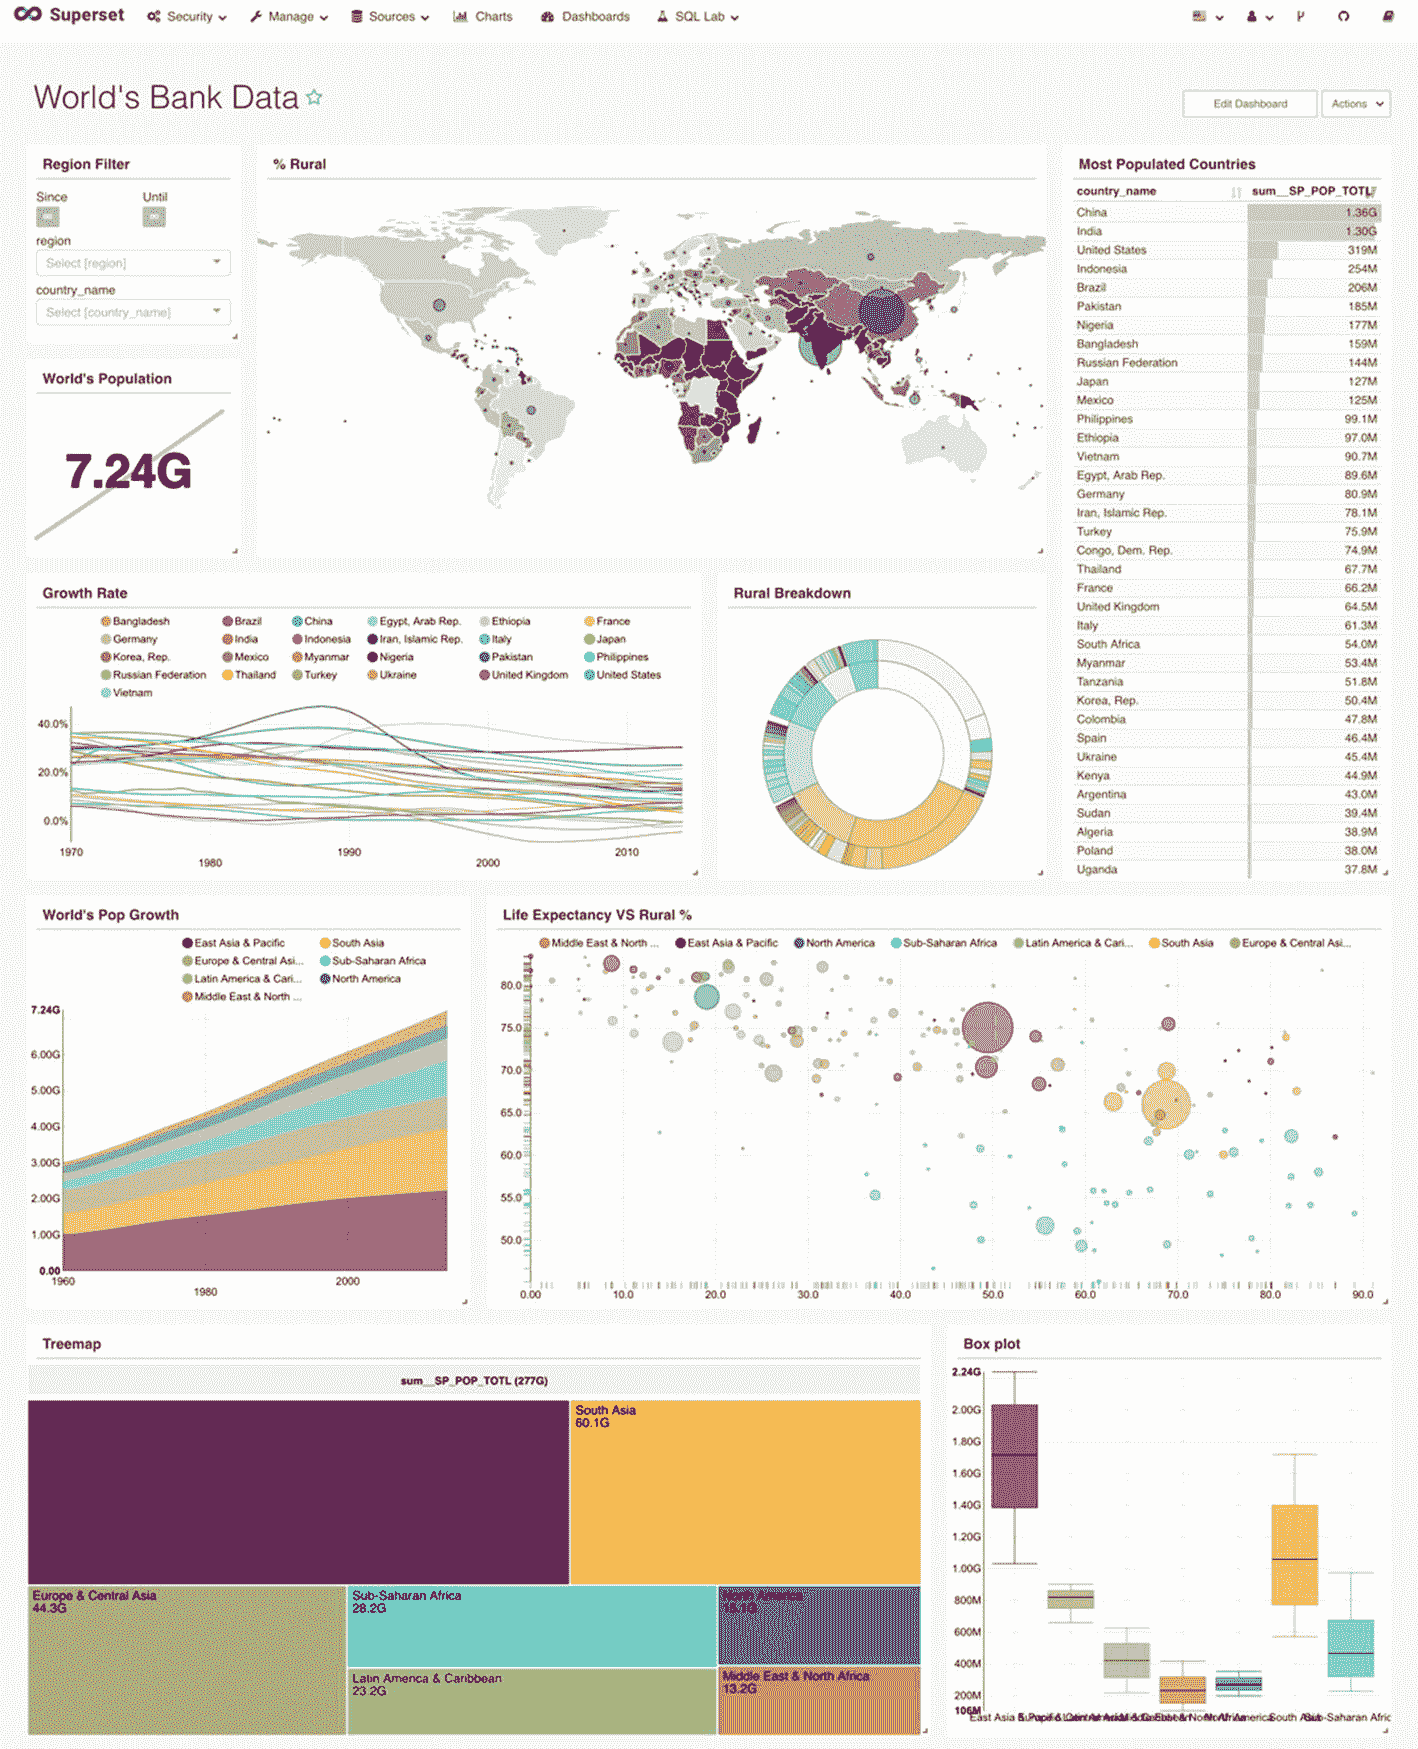 Superset Security Manage Sources Charts Dashboards SQL Lab
World's Bank Data
Edit Dashboard Actions
Region Filter
Since Until
region
Select [region]
country_name
Select [country_name]
World's Population
7.24G
% Rural
Most Populated Countries
country_name sum__SP_POP_TOTL
China 1.36G
India 1.30G
United States 319M
Indonesia 254M
Brazil 206M
Pakistan 185M
Nigeria 177M
Bangladesh 159M
Russian Federation 144M
Japan 127M
Mexico 125M
Philippines 99.1M
Ethiopia 97.0M
Vietnam 90.7M
Egypt, Arab Rep. 89.6M
Germany 80.9M
Iran, Islamic Rep. 78.1M
Turkey 75.9M
Congo, Dem. Rep. 74.9M
Thailand 67.7M
France 66.2M
United Kingdom 64.5M
Italy 61.3M
South Africa 54.0M
Myanmar 53.4M
Tanzania 51.8M
Korea, Rep. 50.4M
Colombia 47.8M
Spain 46.4M
Ukraine 45.4M
Kenya 44.9M
Argentina 43.0M
Sudan 39.4M
Algeria 38.9M
Poland 38.0M
Uganda 37.8M
Growth Rate
Bangladesh Brazil China Egypt, Arab Rep. Ethiopia France
Germany India Indonesia Iran, Islamic Rep. Italy Japan
Korea, Rep. Mexico Myanmar Nigeria Pakistan Philippines
Russian Federation Thailand Turkey Ukraine United Kingdom United States
Vietnam
40.0%
20.0%
0.0%
1970 1990 2010
1980 2000
Rural Breakdown
World's Pop Growth
East Asia & Pacific South Asia
Europe & Central Asi... Sub-Saharan Africa
Latin America & Cari... North America
Middle East & North ...
7.24G
6.00G
5.00G
4.00G
3.00G
2.00G
1.00G
0.00
1960 2000
1980
Life Expectancy VS Rural %
Middle East & North ... East Asia & Pacific North America Sub-Saharan Africa Latin America & Cari... South Asia Europe & Central Asi...
80.0
75.0
70.0
65.0
60.0
55.0
50.0
0.00 10.0 20.0 30.0 40.0 50.0 60.0 70.0 80.0 90.0
Treemap
sum__SP_POP_TOTL (277G)
South Asia
60.1G
Europe & Central Asia
44.3G
Sub-Saharan Africa
28.2G
North America
Latin America & Caribbean
23.2G
Middle East & North Africa
13.2G
Box plot
2.24G
2.00G
1.80G
1.60G
1.40G
1.20G
1.00G
800M
600M
400M
200M
106M
East Asia South Asia Sub-Saharan Afric